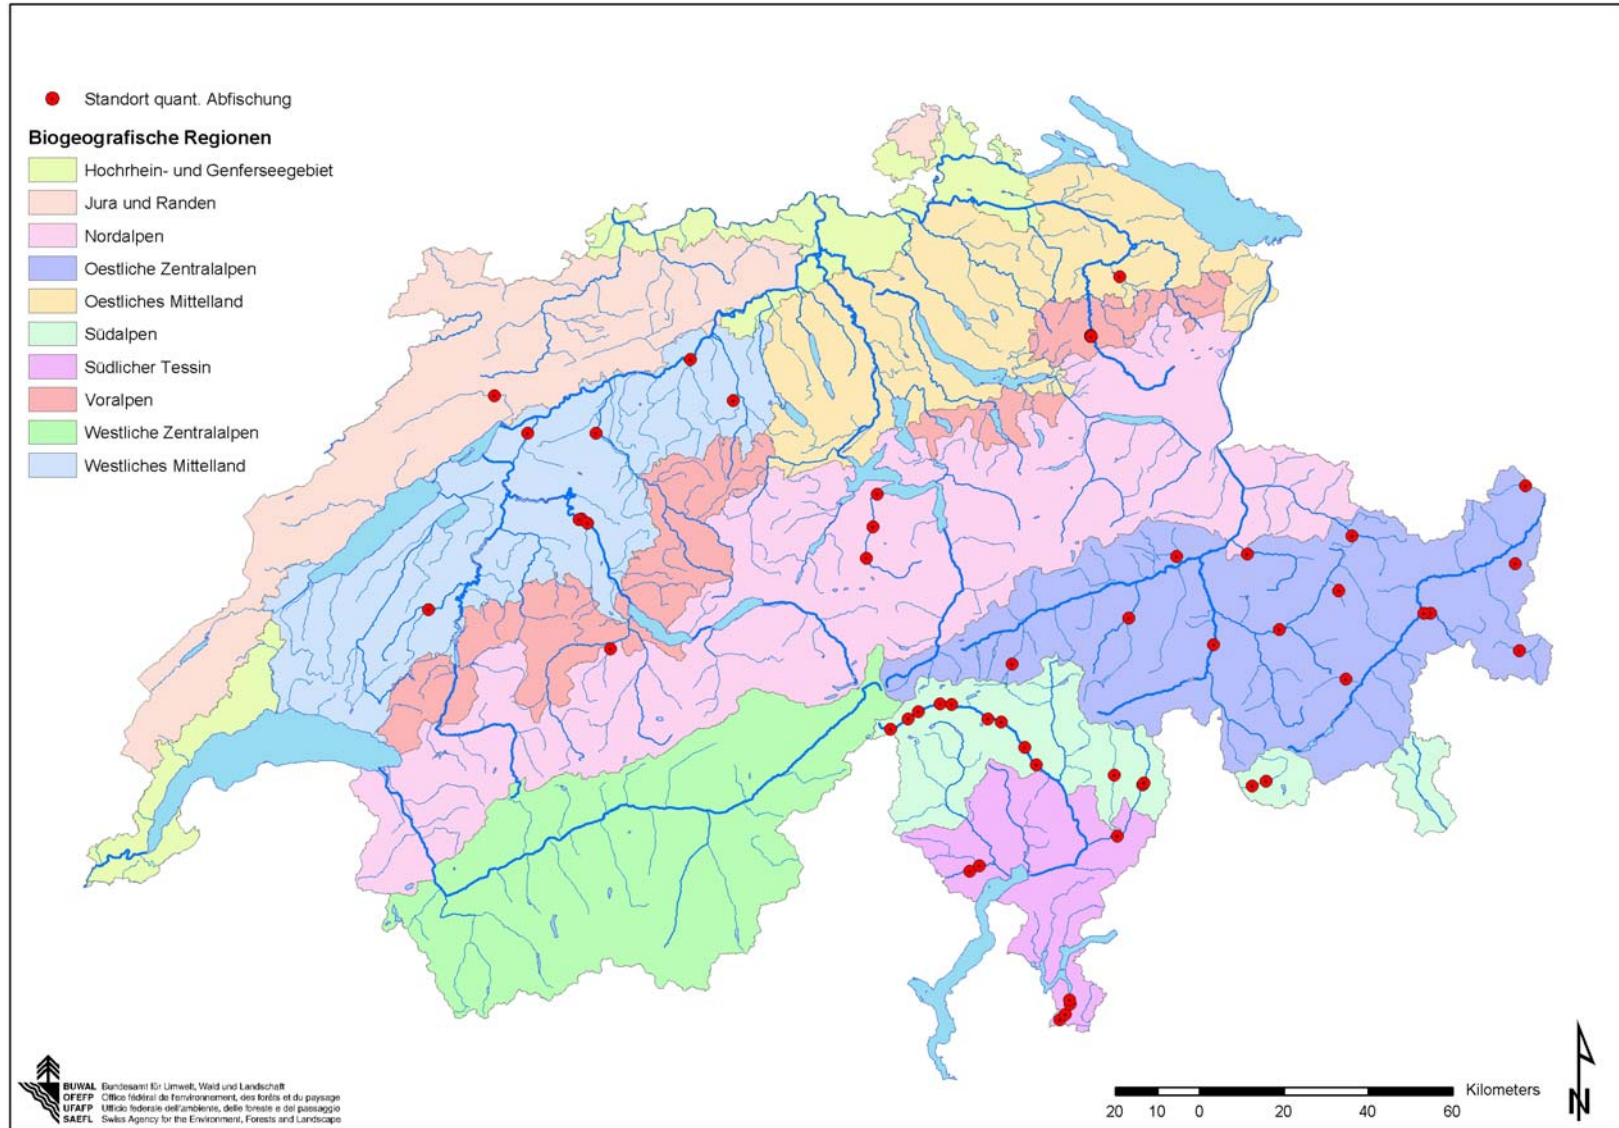 Standort quant. Abfischung
Biogeografische Regionen
Hochrhein- und Genferseegebiet
Jura und Randen
Nordalpen
Oestliche Zentralalpen
Oestliches Mittelland
Südalpen
Südlicher Tessin
Voralpen
Westliche Zentralalpen
Westliches Mittelland
BUWAL Bundesamt für Umwelt, Wald und Landschaft
OFEFP Office fédéral de l'environnement, des forêts et du paysage
UFAFP Ufficio federale dell'ambiente, delle foreste e del paesaggio
SAEFL Swiss Agency for the Environment, Forests and Landscape
Kilometers
20 10 0 20 40 60
N